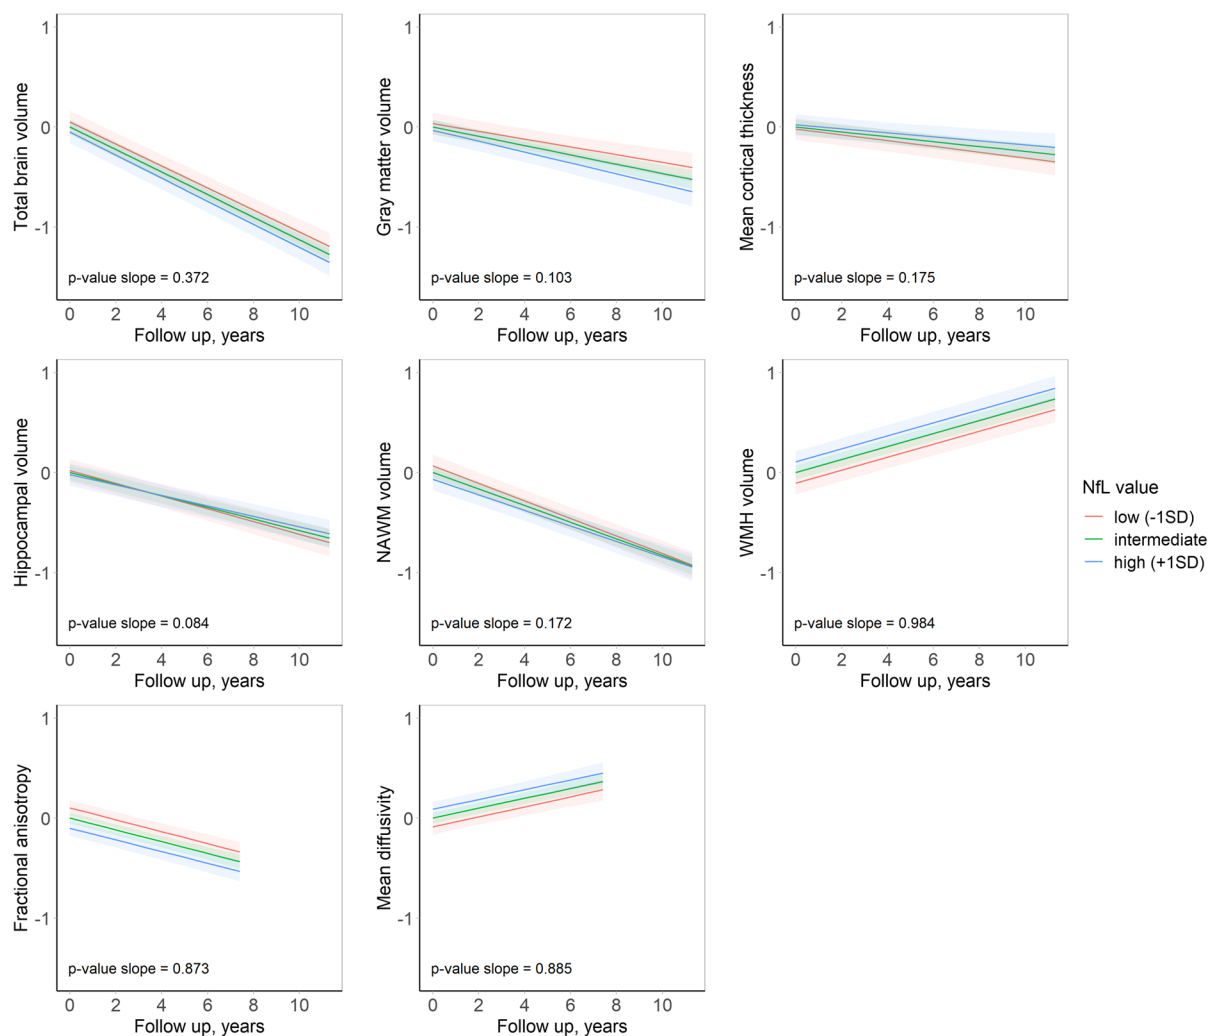 Total brain volume
1
0
-1
p-value slope = 0.372
0 2 4 6 8 10
Follow up, years
Gray matter volume
1
0
-1
p-value slope = 0.103
0 2 4 6 8 10
Follow up, years
Mean cortical thickness
1
0
-1
p-value slope = 0.175
0 2 4 6 8 10
Follow up, years
Hippocampal volume
1
0
-1
p-value slope = 0.084
0 2 4 6 8 10
Follow up, years
NAWM volume
1
0
-1
p-value slope = 0.172
0 2 4 6 8 10
Follow up, years
WMH volume
1
0
-1
p-value slope = 0.984
0 2 4 6 8 10
Follow up, years
NfL value
low (-1SD)
intermediate
high (+1SD)
Fractional anisotropy
1
0
-1
p-value slope = 0.873
0 2 4 6 8 10
Follow up, years
Mean diffusivity
1
0
-1
p-value slope = 0.885
0 2 4 6 8 10
Follow up, years